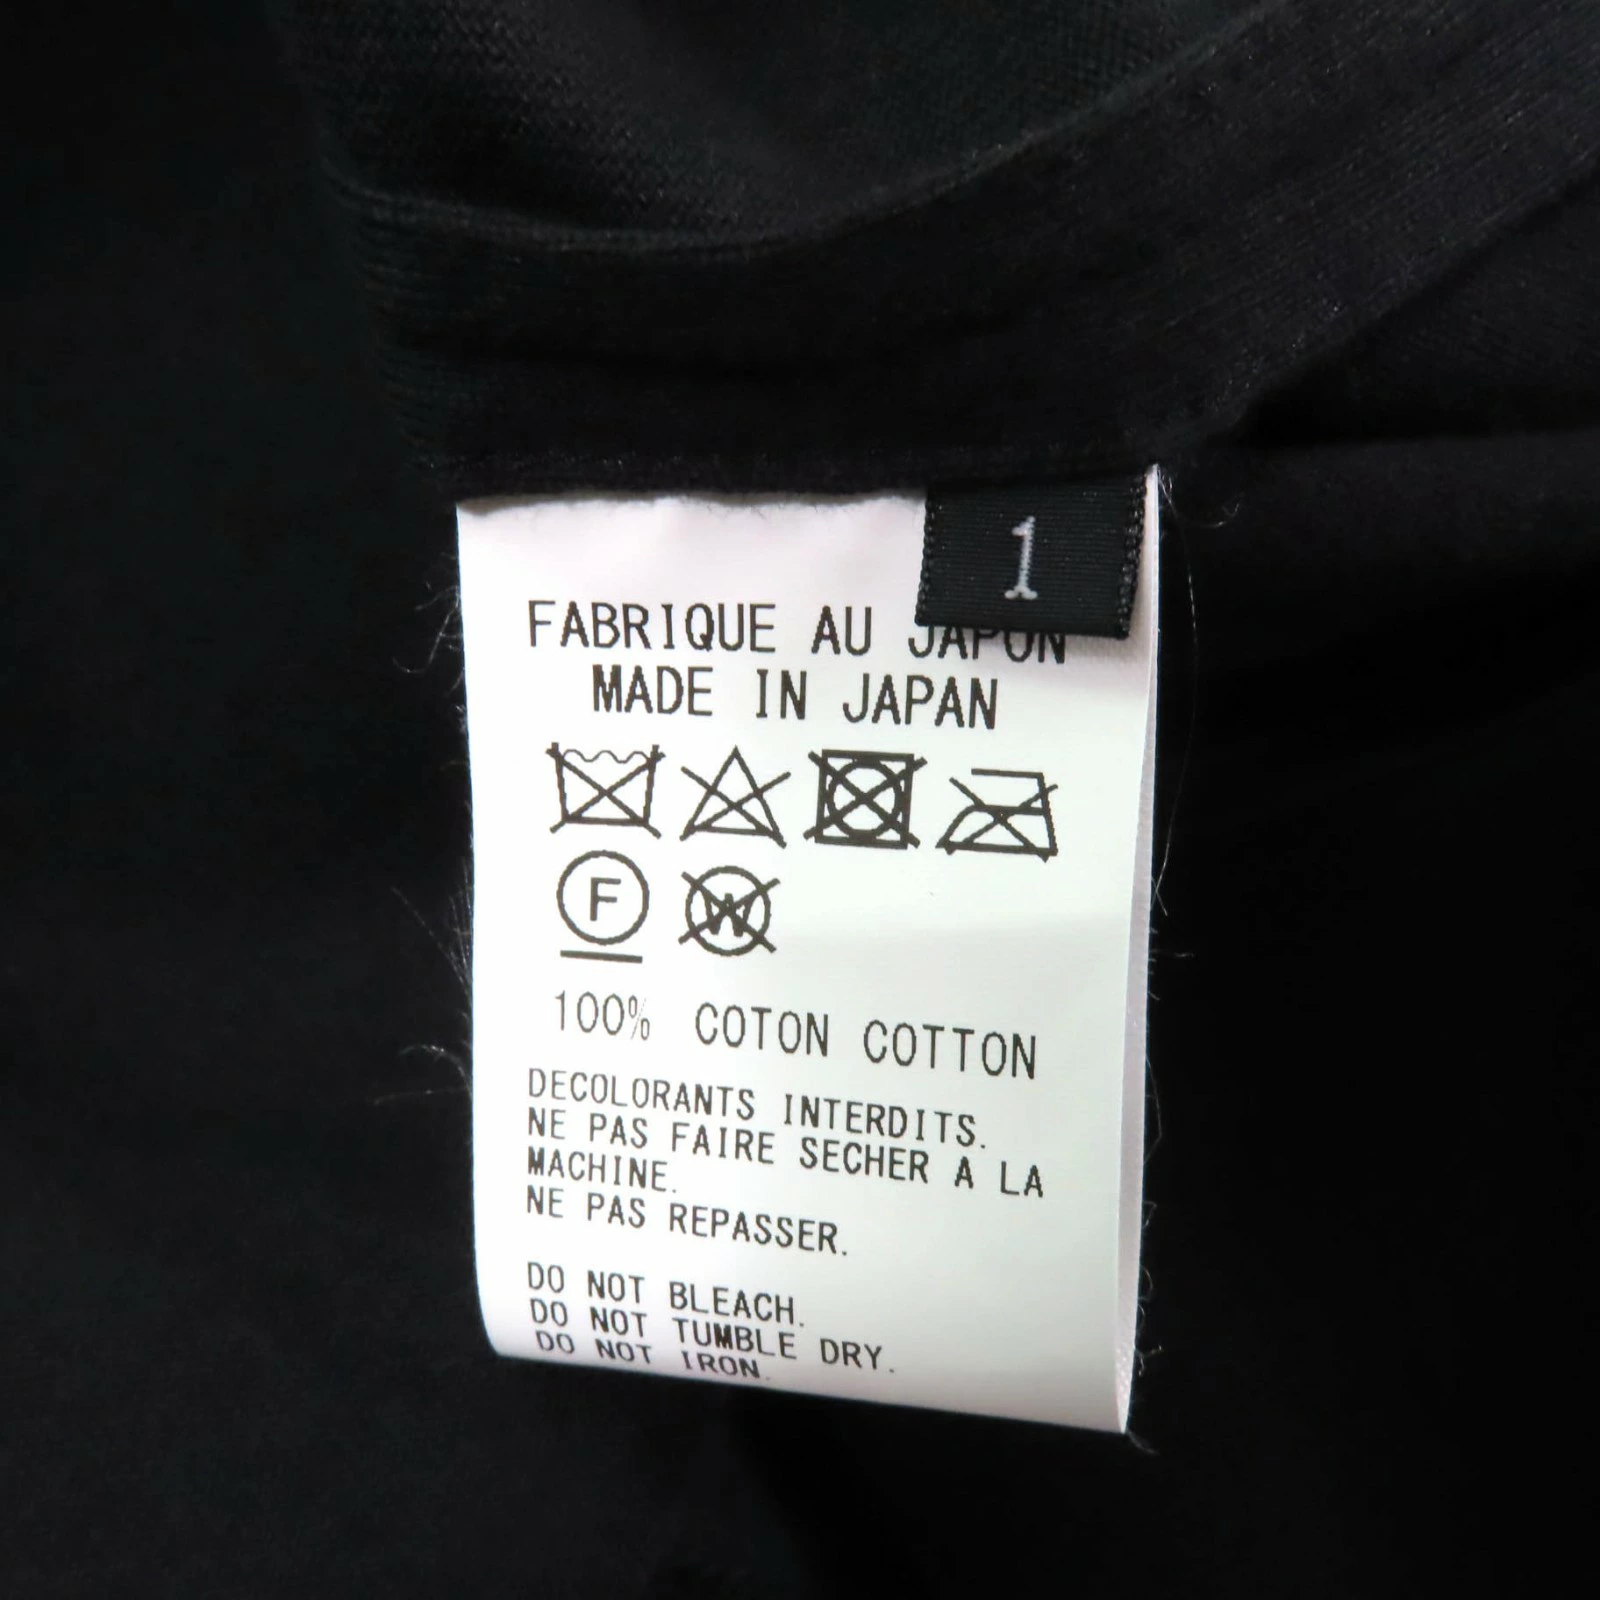 1
FABRIQUE AU JAPON
MADE IN JAPAN
F W
100% COTON COTTON
DECOLORANTS INTERDITS.
NE PAS FAIRE SECHER A LA
MACHINE.
NE PAS REPASSER.
DO NOT BLEACH.
DO NOT TUMBLE DRY.
DO NOT IRON.